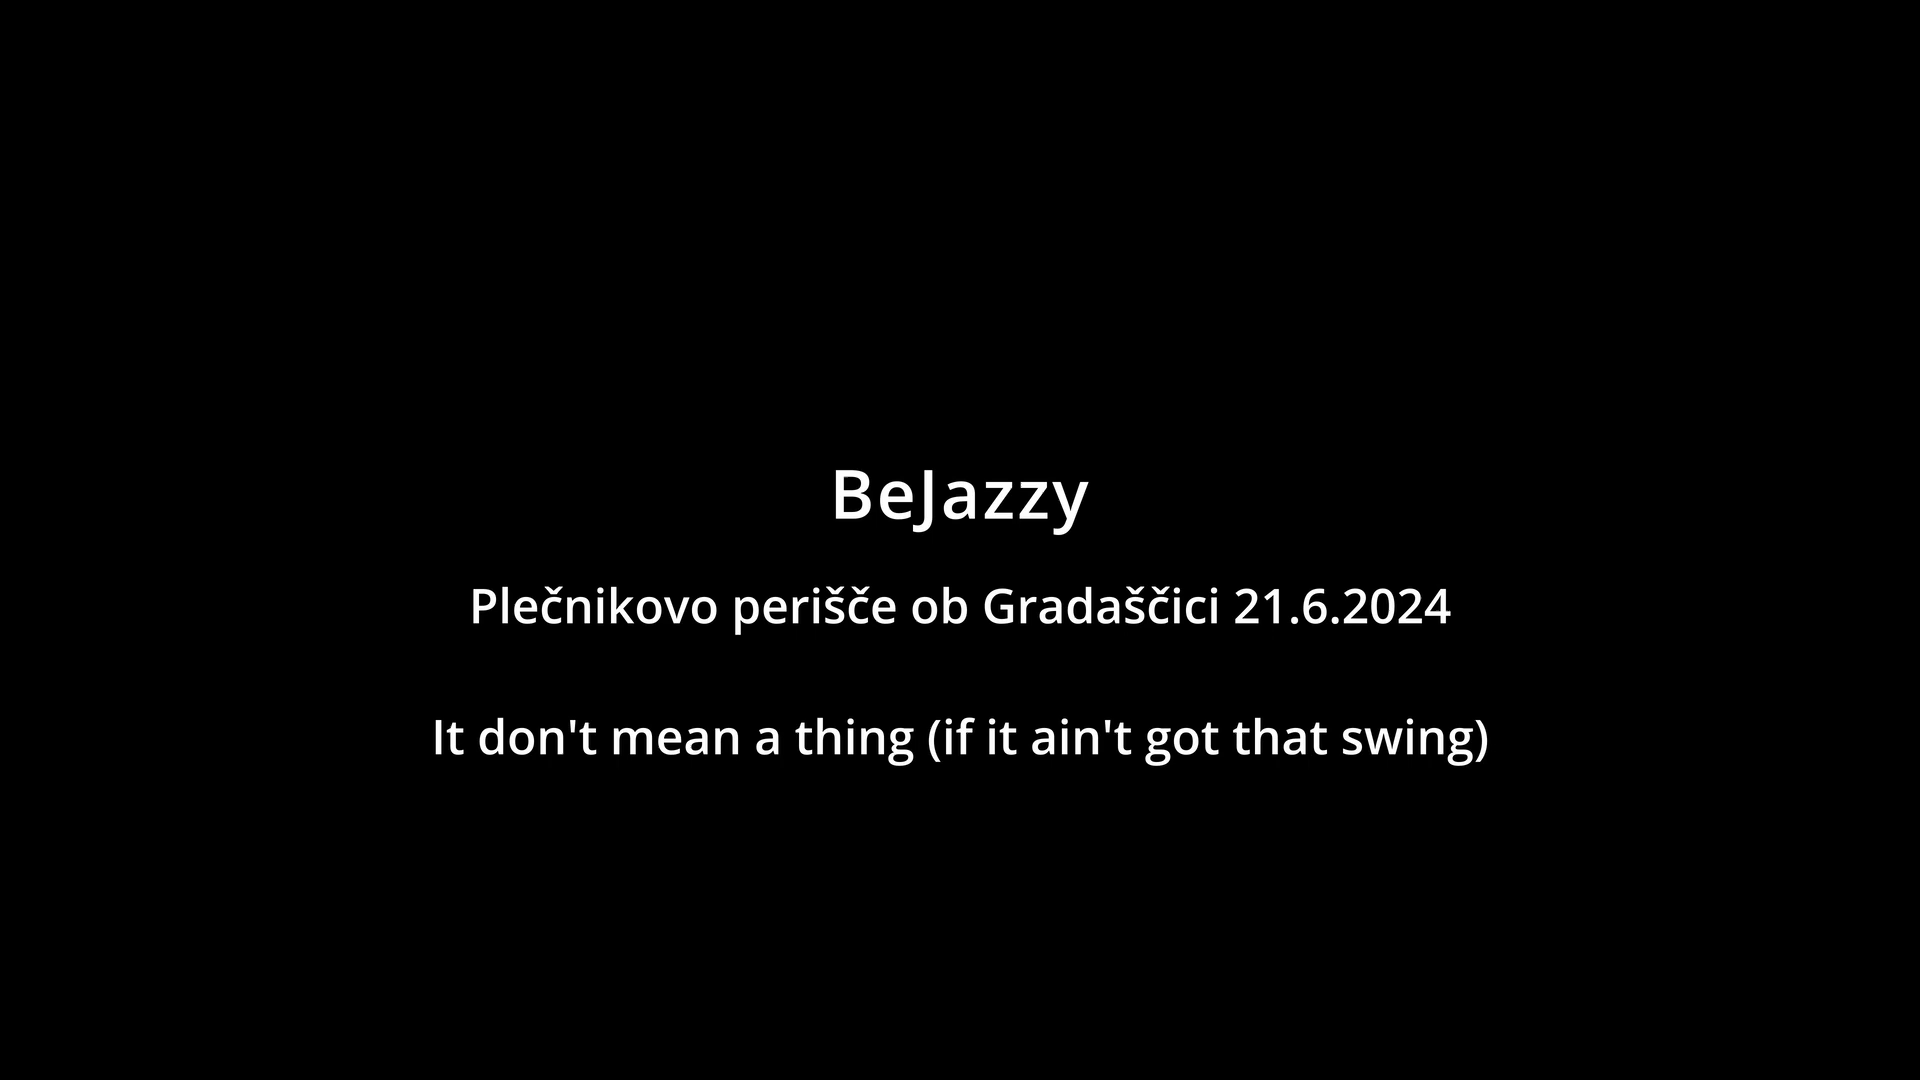 BeJazzy
Plečnikovo perišče ob Gradaščici 21.6.2024
It don't mean a thing (if it ain't got that swing)